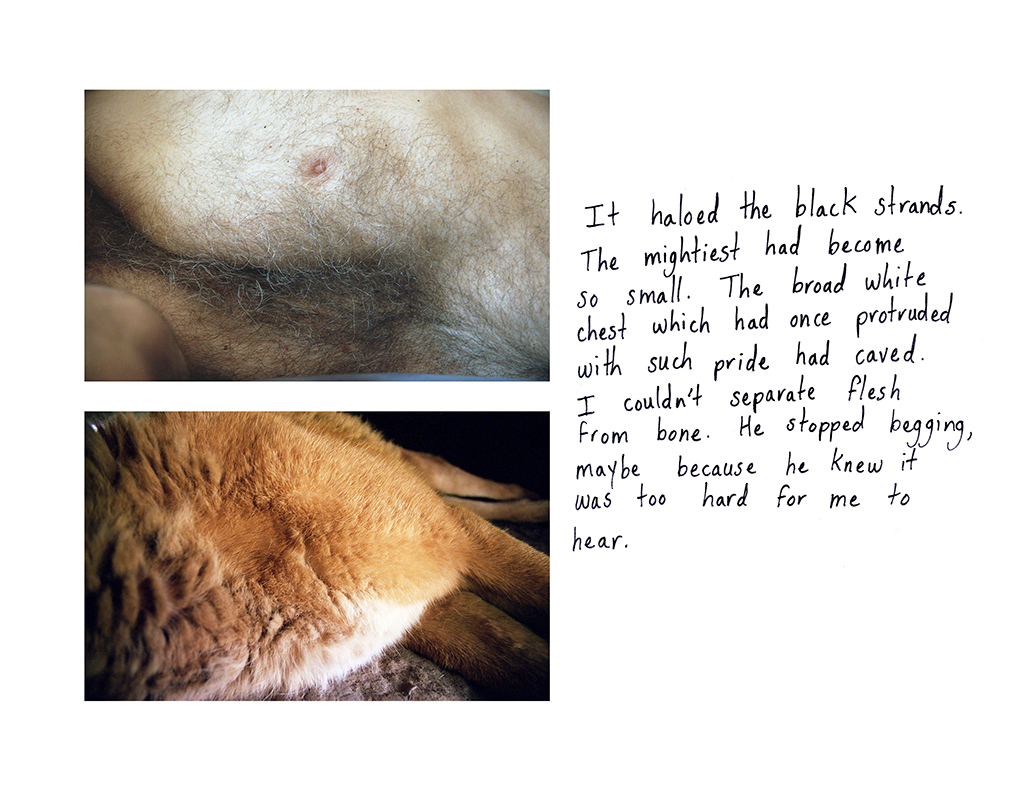 It haloed the black strands.
The mightiest had become
so small. The broad white
chest which had once protruded
with such pride had caved.
I couldn't separate flesh
from bone. He stopped begging,
maybe because he knew it
was too hard for me to
hear.